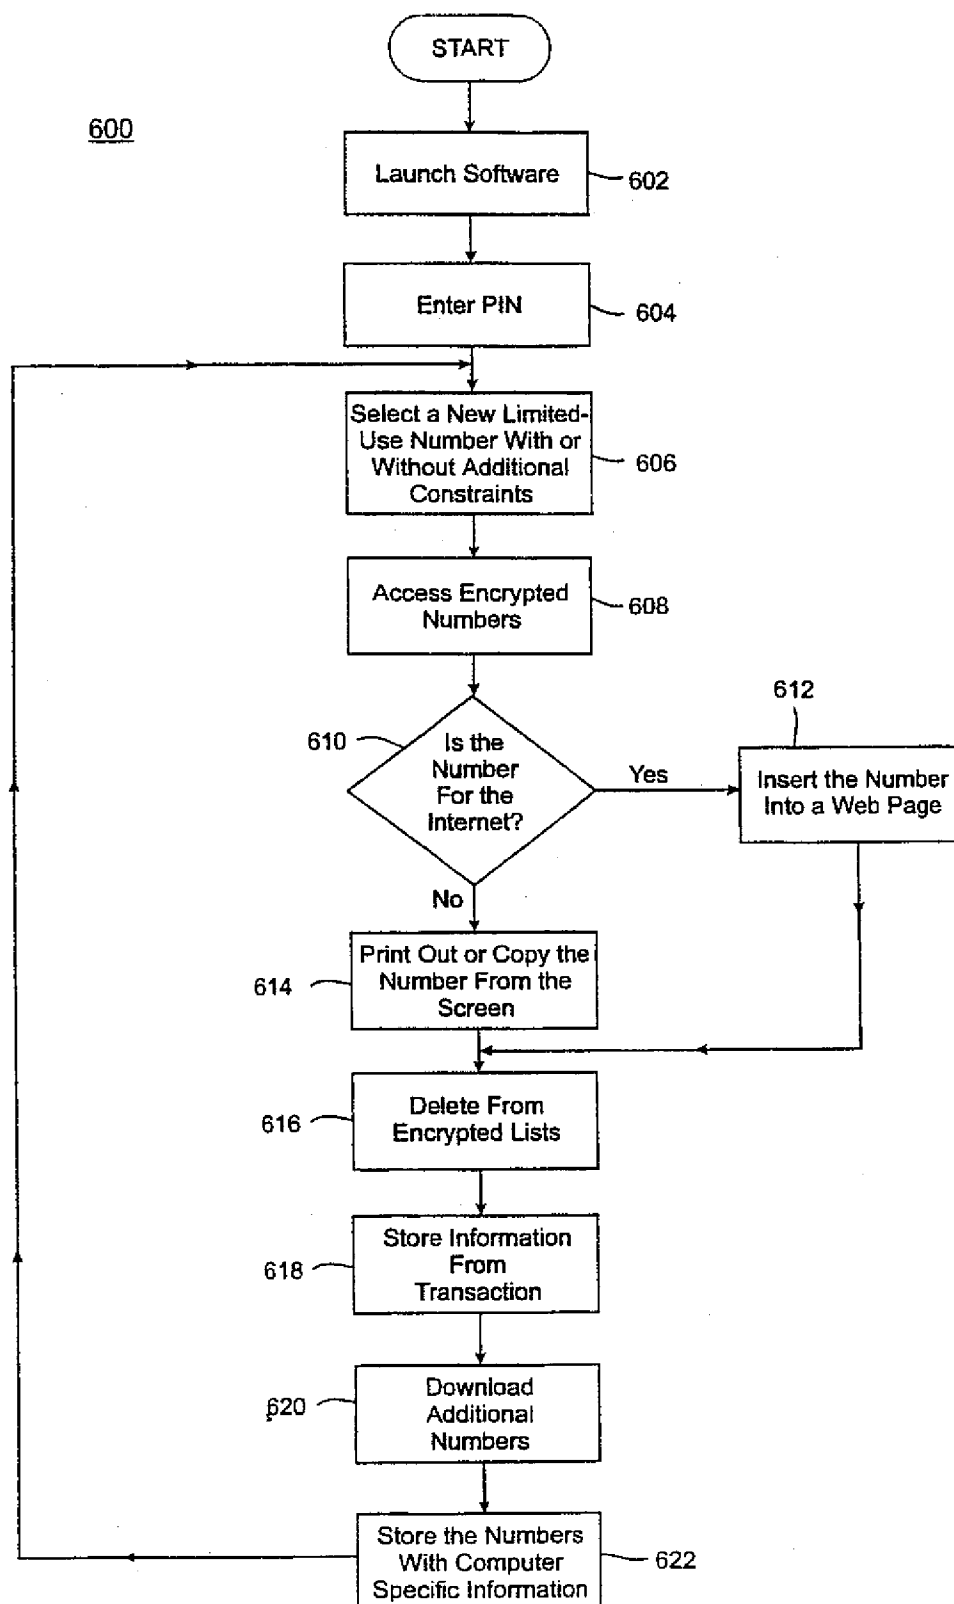 START
600
Launch Software
602
Enter PIN
604
Select a New Limited-
Use Number With or
Without Additional
Constraints
606
Access Encrypted
Numbers
608
610
Is the
Number
For the
Internet?
Yes
612
Insert the Number
Into a Web Page
No
Print Out or Copy the
Number From the
Screen
614
Delete From
Encrypted Lists
616
Store Information
From
Transaction
618
Download
Additional
Numbers
620
Store the Numbers
With Computer
Specific Information
622